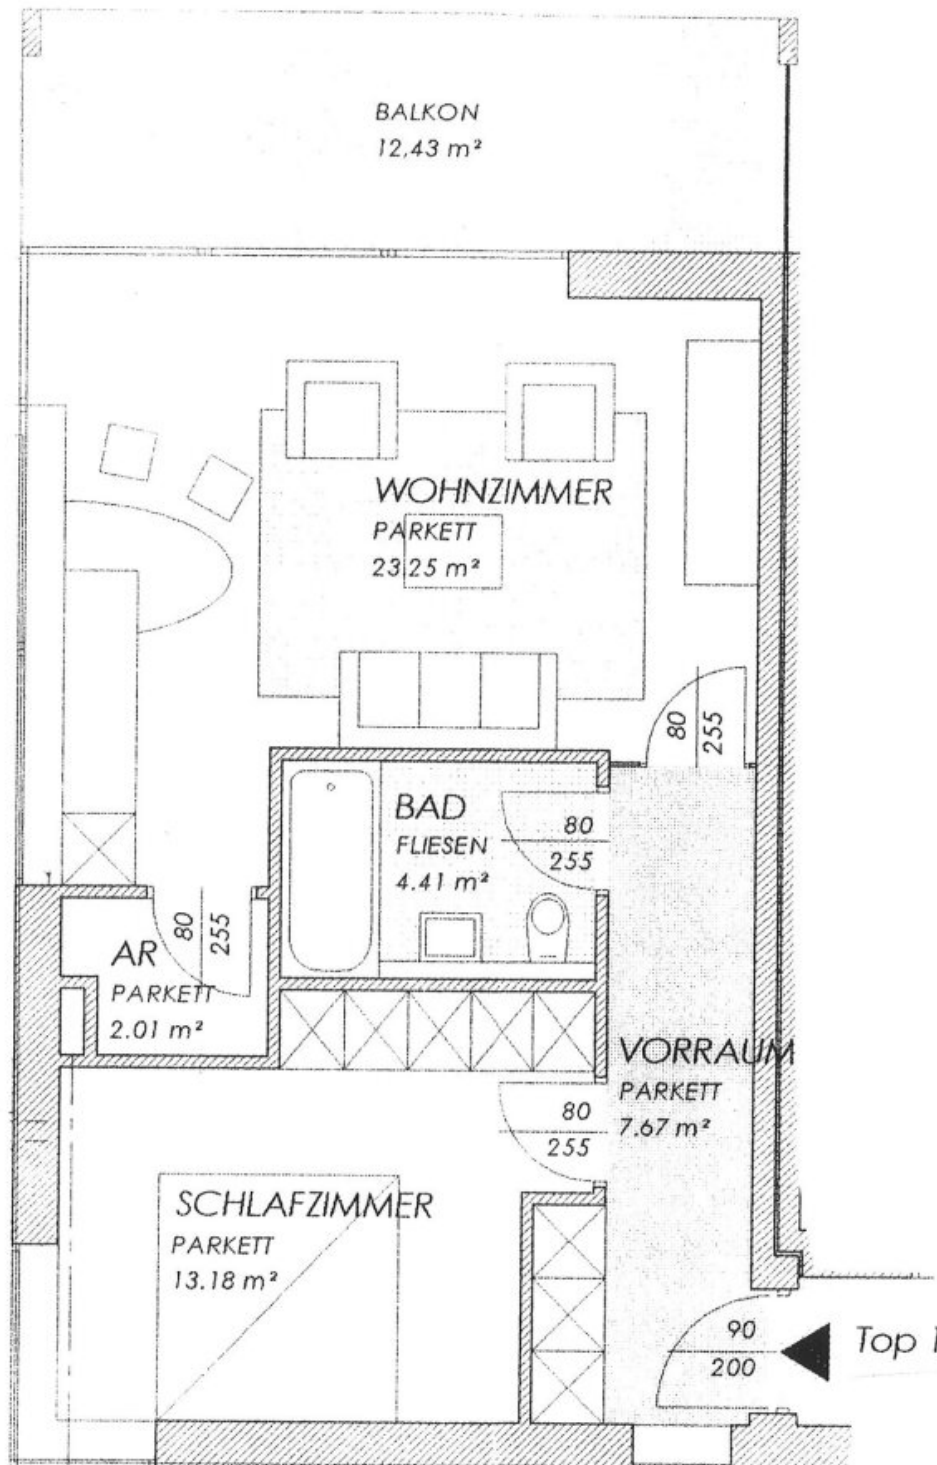 BALKON
12,43 m²
WOHNZIMMER
PARKETT
23.25 m²
80
255
BAD
FLIESEN
4.41 m²
80
255
80
255
AR
PARKETT
2.01 m²
VORRAUM
PARKETT
7.67 m²
80
255
SCHLAFZIMMER
PARKETT
13.18 m²
90
200
Top